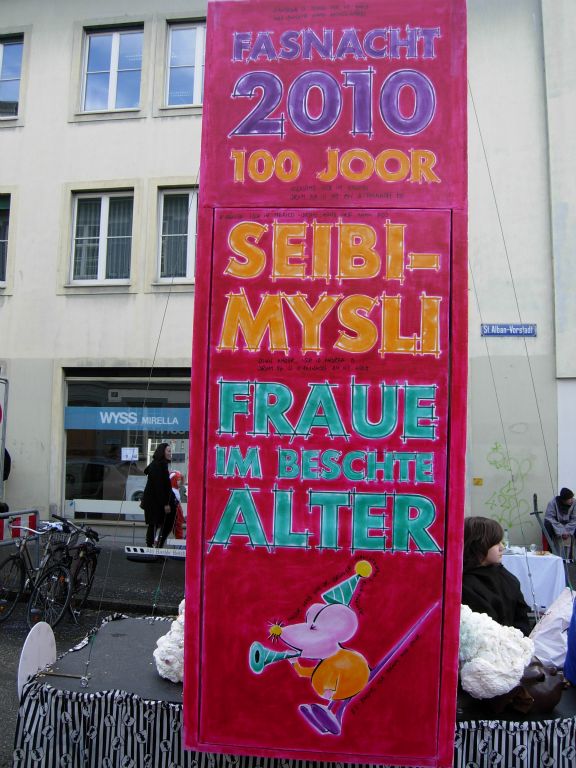 FASNACHT
2010
100 JOOR
SEIBI-
MYSLI
FRAUE
IM BESCHTE
ALTER
St. Alban-Vorstadt
WYSS MIRELLA